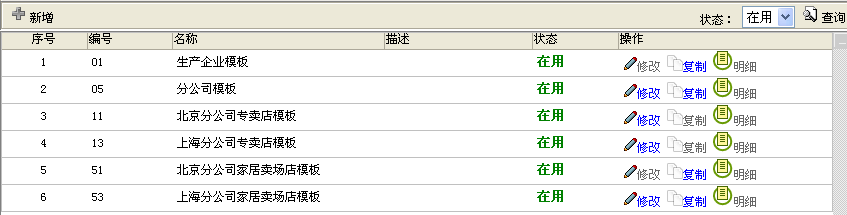 新增 状态： 在用 查询
序号 编号 名称 描述 状态 操作
1 01 生产企业模板 在用 修改 复制 明细
2 05 分公司模板 在用 修改 复制 明细
3 11 北京分公司专卖店模板 在用 修改 复制 明细
4 13 上海分公司专卖店模板 在用 修改 复制 明细
5 51 北京分公司家居卖场店模板 在用 修改 复制 明细
6 53 上海分公司家居卖场店模板 在用 修改 复制 明细